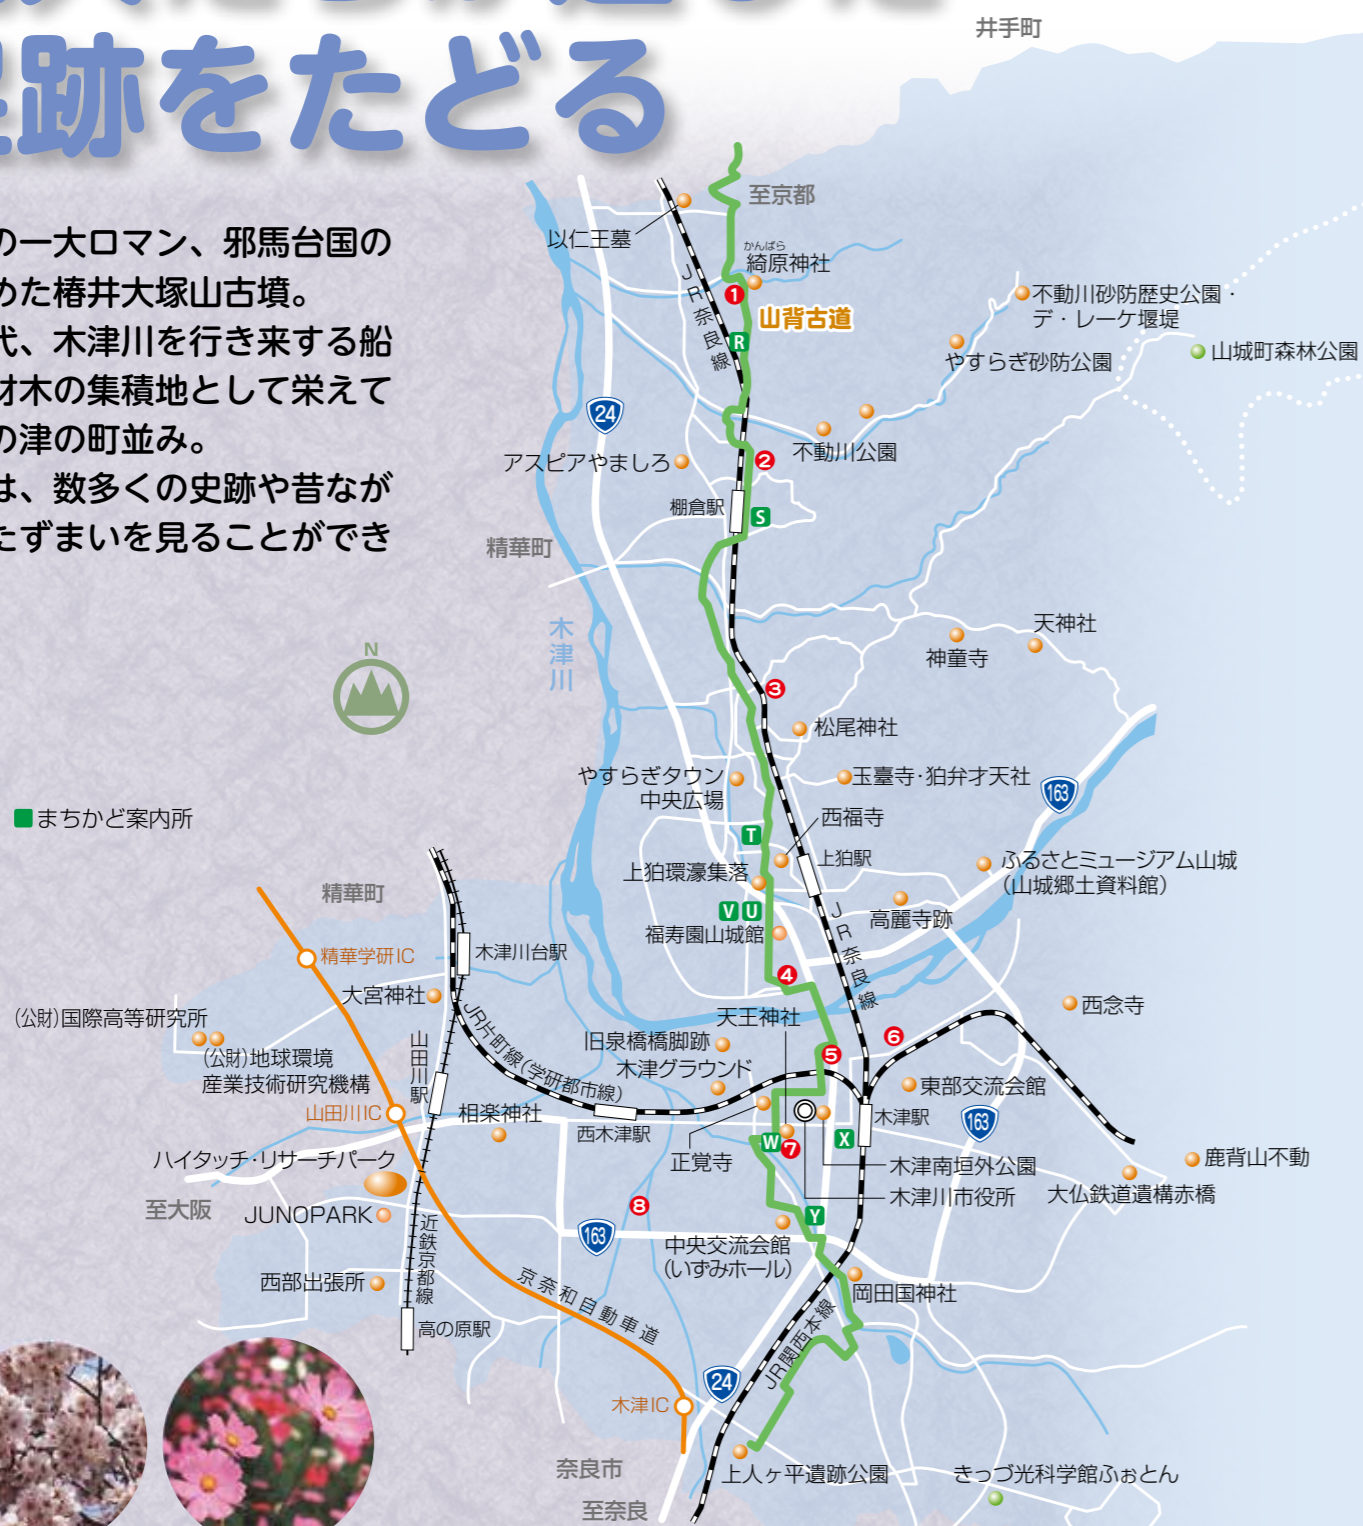 足跡をたどる
の一大ロマン、邪馬台国の
めた椿井大塚山古墳。
代、木津川を行き来する船
材木の集積地として栄えて
の津の町並み。
は、数多くの史跡や昔なが
たずまいを見ることができ
井手町
至京都
以仁王墓
かんばら
綺原神社
1
山背古道
JR奈良線
R
不動川砂防歴史公園・
デ・レーケ堰堤
やすらぎ砂防公園
山城町森林公園
24
不動川公園
アスピアやましろ
2
棚倉駅
S
精華町
木津川
天神社
神童寺
N
3
松尾神社
やすらぎタウン
中央広場
玉臺寺・狛弁才天社
163
まちかど案内所
T
西福寺
上狛駅
上狛環濠集落
ふるさとミュージアム山城
(山城郷土資料館)
精華町
V U
高麗寺跡
福寿園山城館
JR奈良線
木津川台駅
精華学研IC
4
大宮神社
西念寺
(公財)国際高等研究所
天王神社
JR片町線(学研都市線)
旧泉橋橋脚跡
6
5
(公財)地球環境
産業技術研究機構
山田川駅
木津グラウンド
東部交流会館
山田川IC
相楽神社
西木津駅
木津駅
163
正覚寺
W
7
X
ハイタッチ・リサーチパーク
木津南垣外公園
鹿背山不動
木津川市役所
大仏鉄道遺構赤橋
至大阪
JUNOPARK
8
Y
163
近鉄京都線
中央交流会館
(いずみホール)
西部出張所
京奈和自動車道
岡田国神社
高の原駅
JR関西本線
24
木津IC
奈良市
上人ヶ平遺跡公園
きっづ光科学館ふぉとん
至奈良